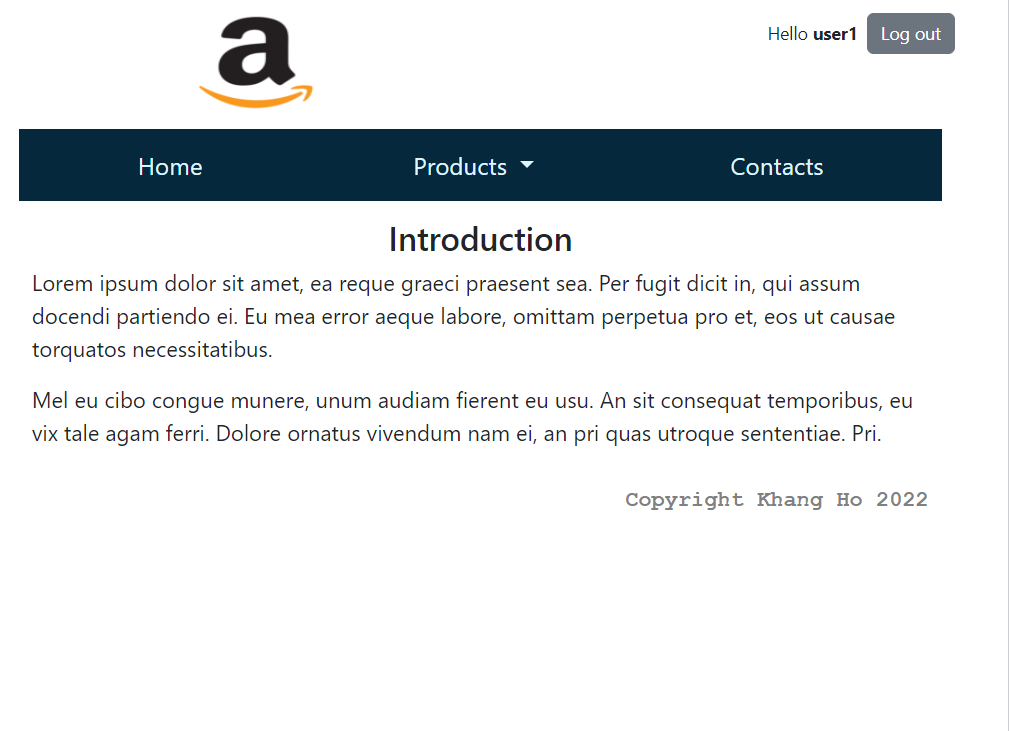 a
Hello user1 Log out
Home Products Contacts
Introduction
Lorem ipsum dolor sit amet, ea reque graeci praesent sea. Per fugit dicit in, qui assum
docendi partiendo ei. Eu mea error aeque labore, omittam perpetua pro et, eos ut causae
torquatos necessitatibus.
Mel eu cibo congue munere, unum audiam fierent eu usu. An sit consequat temporibus, eu
vix tale agam ferri. Dolore ornatus vivendum nam ei, an pri quas utroque sententiae. Pri.
Copyright Khang Ho 2022